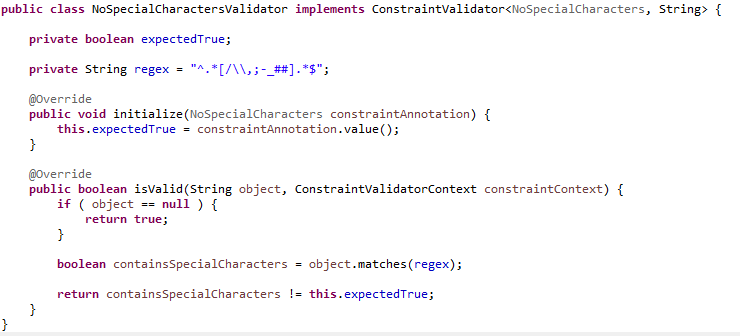 public class NoSpecialCharactersValidator implements ConstraintValidator<NoSpecialCharacters, String> {
private boolean expectedTrue;
private String regex = "^.*[/\\,;-_##].*$";
@Override
public void initialize(NoSpecialCharacters constraintAnnotation) {
this.expectedTrue = constraintAnnotation.value();
}
@Override
public boolean isValid(String object, ConstraintValidatorContext constraintContext) {
if ( object == null ) {
return true;
}
boolean containsSpecialCharacters = object.matches(regex);
return containsSpecialCharacters != this.expectedTrue;
}
}